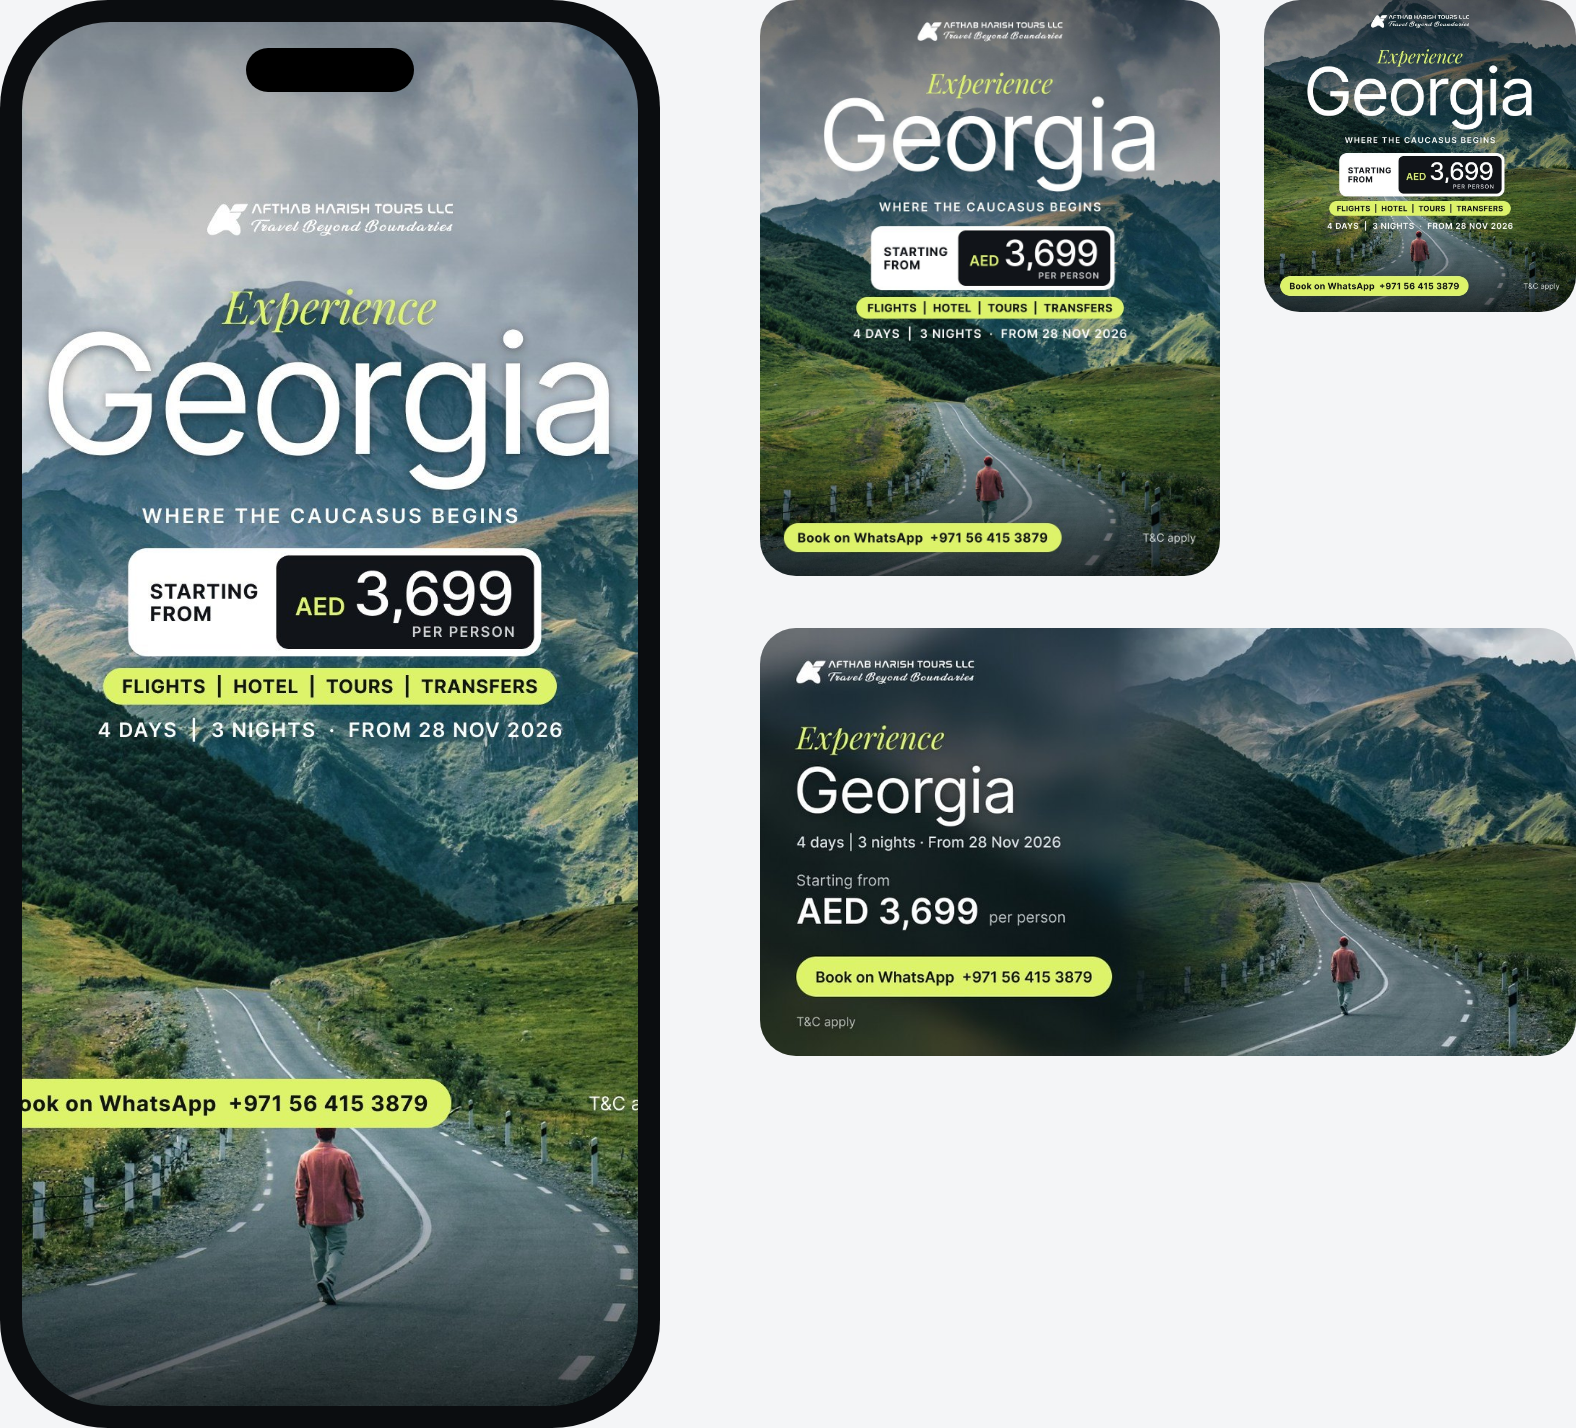 AFTHAB HARISH TOURS LLC
Travel Beyond Boundaries
Experience
Georgia
WHERE THE CAUCASUS BEGINS
STARTING FROM
AED 3,699
PER PERSON
FLIGHTS | HOTEL | TOURS | TRANSFERS
4 DAYS | 3 NIGHTS · FROM 28 NOV 2026
ook on WhatsApp +971 56 415 3879
T&C a
AFTHAB HARISH TOURS LLC
Travel Beyond Boundaries
Experience
Georgia
WHERE THE CAUCASUS BEGINS
STARTING FROM
AED 3,699
PER PERSON
FLIGHTS | HOTEL | TOURS | TRANSFERS
4 DAYS | 3 NIGHTS · FROM 28 NOV 2026
Book on WhatsApp +971 56 415 3879
T&C apply
AFTHAB HARISH TOURS LLC
Travel Beyond Boundaries
Experience
Georgia
WHERE THE CAUCASUS BEGINS
STARTING FROM
AED 3,699
PER PERSON
FLIGHTS | HOTEL | TOURS | TRANSFERS
4 DAYS | 3 NIGHTS · FROM 28 NOV 2026
Book on WhatsApp +971 56 415 3879
T&C apply
AFTHAB HARISH TOURS LLC
Travel Beyond Boundaries
Experience
Georgia
4 days | 3 nights · From 28 Nov 2026
Starting from
AED 3,699 per person
Book on WhatsApp +971 56 415 3879
T&C apply